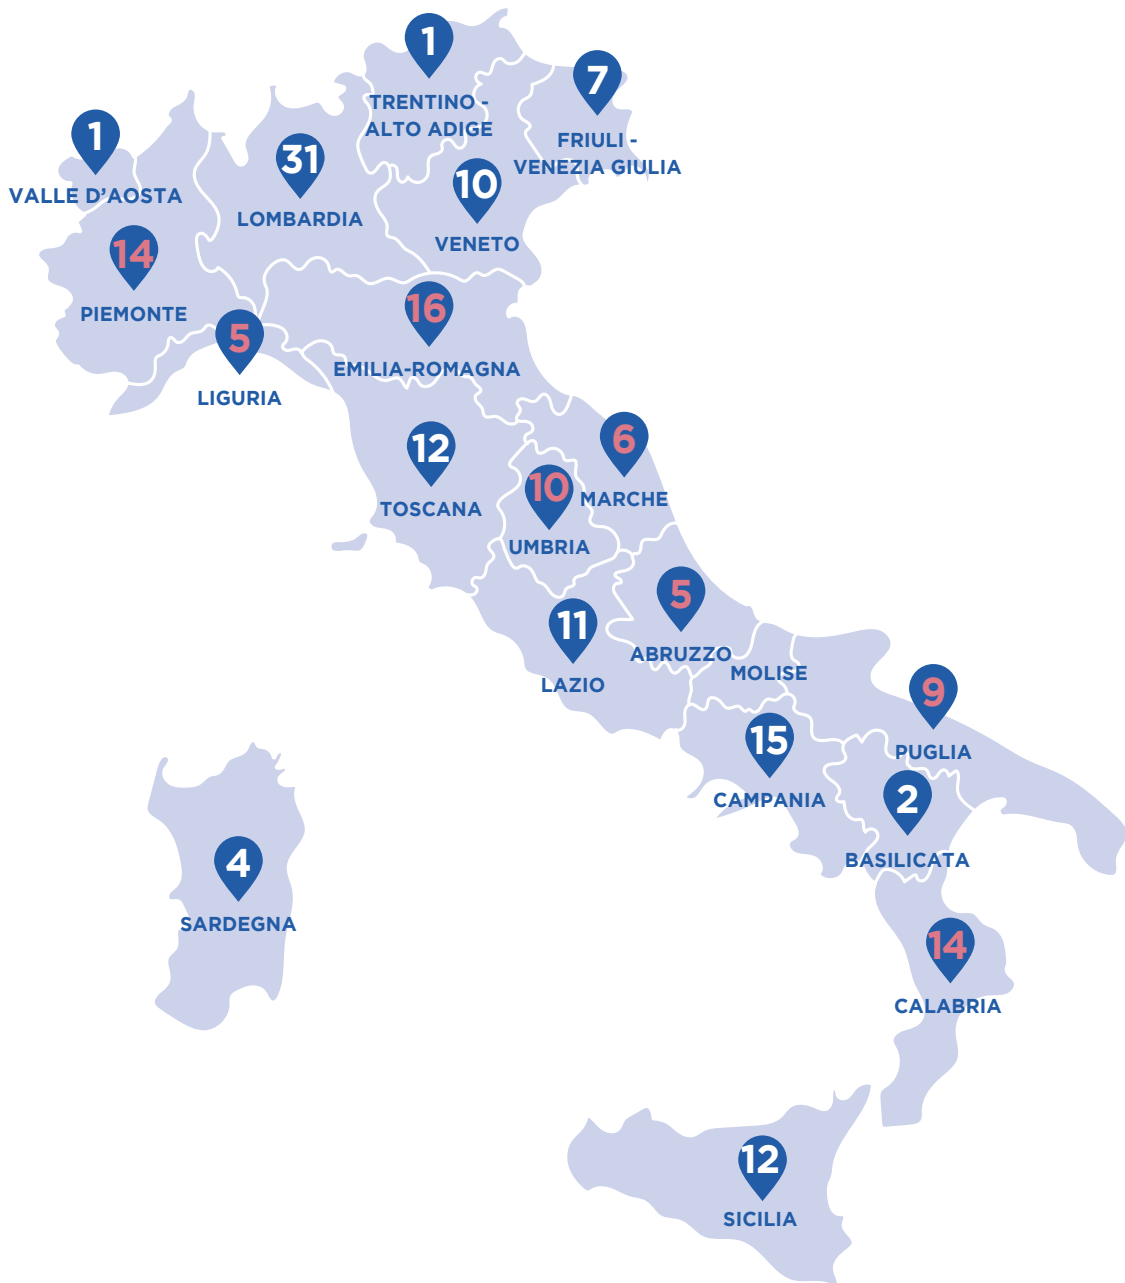 1
TRENTINO -
ALTO ADIGE
7
FRIULI -
VENEZIA GIULIA
1
VALLE D’AOSTA
31
LOMBARDIA
10
VENETO
14
PIEMONTE
16
EMILIA-ROMAGNA
5
LIGURIA
12
TOSCANA
6
MARCHE
10
UMBRIA
5
ABRUZZO
11
LAZIO
MOLISE
9
PUGLIA
15
CAMPANIA
2
BASILICATA
4
SARDEGNA
14
CALABRIA
12
SICILIA